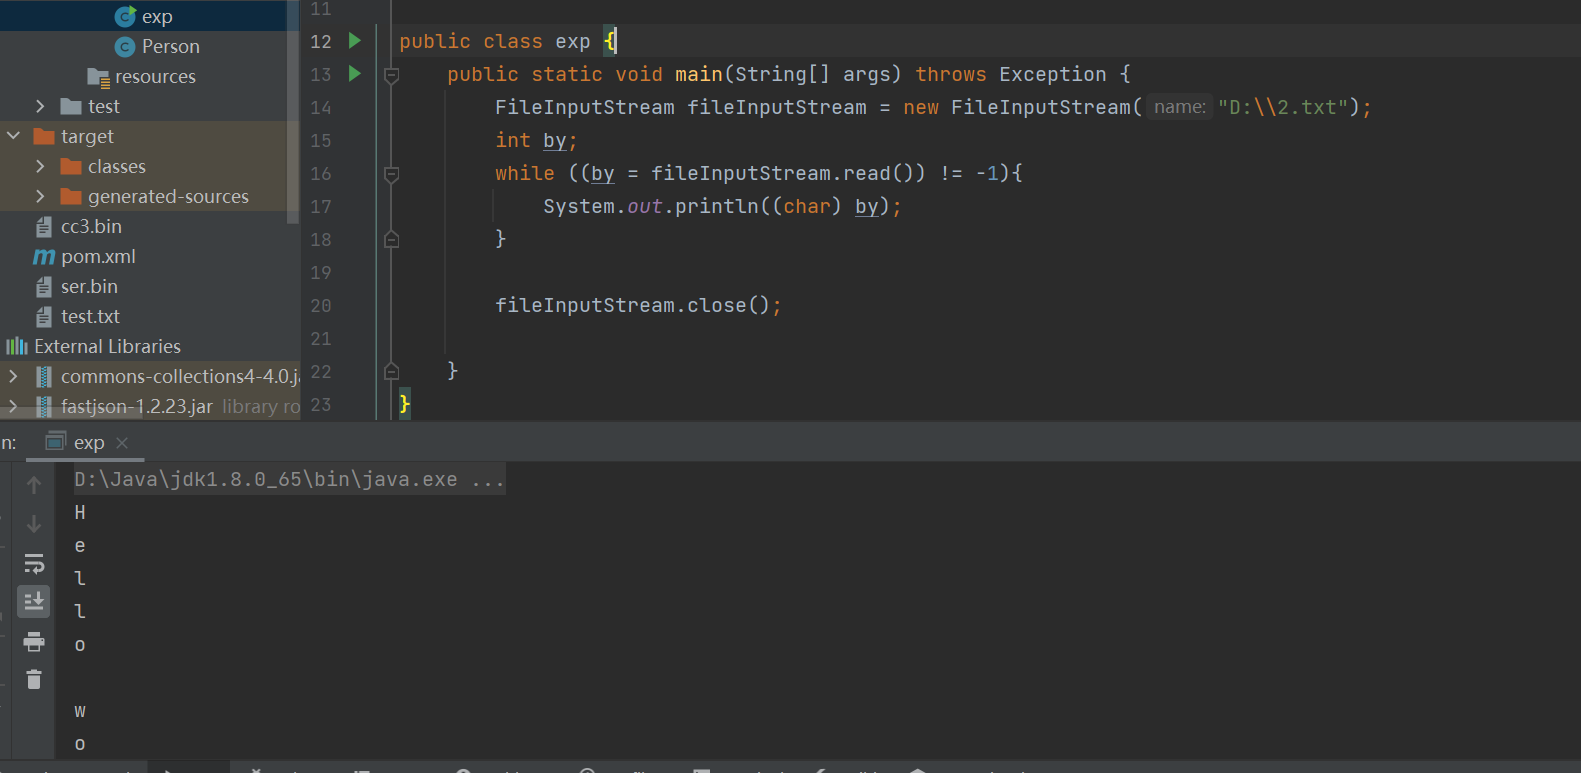 exp
Person
resources
test
target
classes
generated-sources
cc3.bin
pom.xml
ser.bin
test.txt
External Libraries
commons-collections4-4.0.j
fastjson-1.2.23.jar library ro
11
12 public class exp {
13 public static void main(String[] args) throws Exception {
14 FileInputStream fileInputStream = new FileInputStream( name: "D:\\2.txt");
15 int by;
16 while ((by = fileInputStream.read()) != -1){
17 System.out.println((char) by);
18 }
19
20 fileInputStream.close();
21
22 }
23 }
n: exp
D:\Java\jdk1.8.0_65\bin\java.exe ...
H
e
l
l
o
w
o